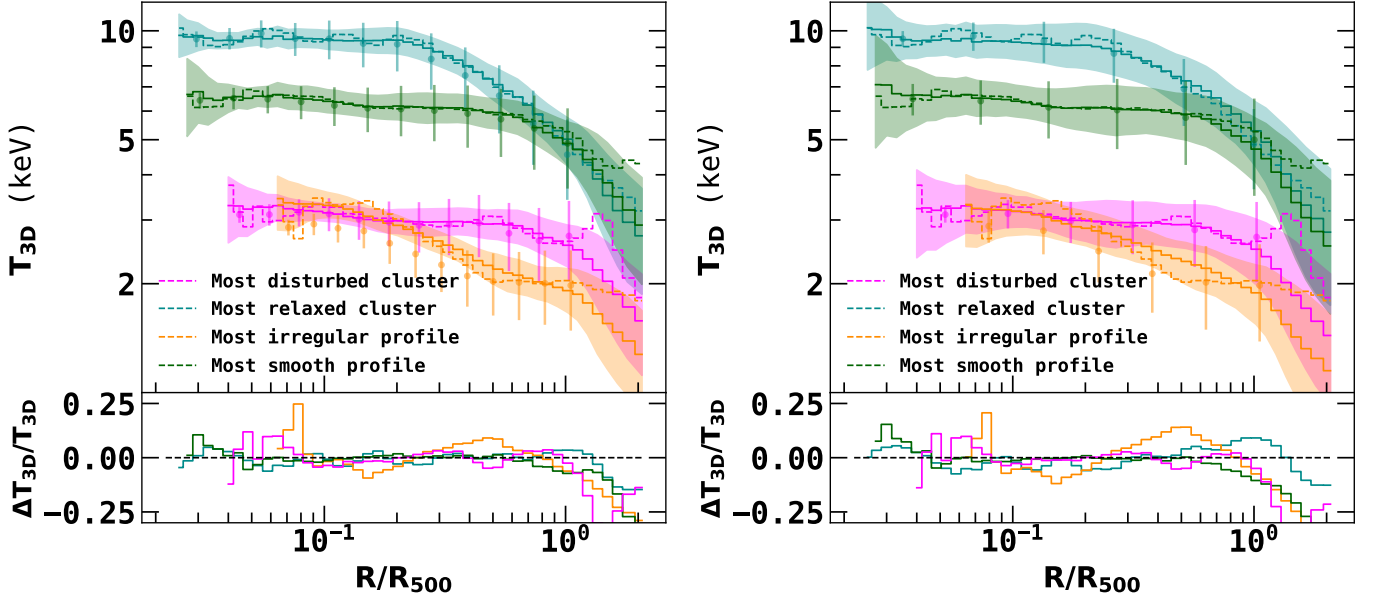 10
5
2
T3D (keV)
Most disturbed cluster
Most relaxed cluster
Most irregular profile
Most smooth profile
0.25
0.00
−0.25
ΔT3D/T3D
10−1
100
R/R500
10
5
2
T3D (keV)
Most disturbed cluster
Most relaxed cluster
Most irregular profile
Most smooth profile
0.25
0.00
−0.25
ΔT3D/T3D
10−1
100
R/R500